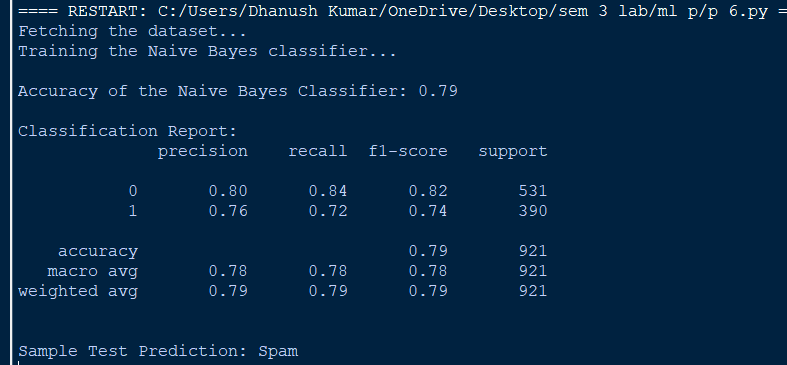 ==== RESTART: C:/Users/Dhanush Kumar/OneDrive/Desktop/sem 3 lab/ml p/p 6.py =
Fetching the dataset...
Training the Naive Bayes classifier...
Accuracy of the Naive Bayes Classifier: 0.79
Classification Report:
precision recall f1-score support
0 0.80 0.84 0.82 531
1 0.76 0.72 0.74 390
accuracy 0.79 921
macro avg 0.78 0.78 0.78 921
weighted avg 0.79 0.79 0.79 921
Sample Test Prediction: Spam